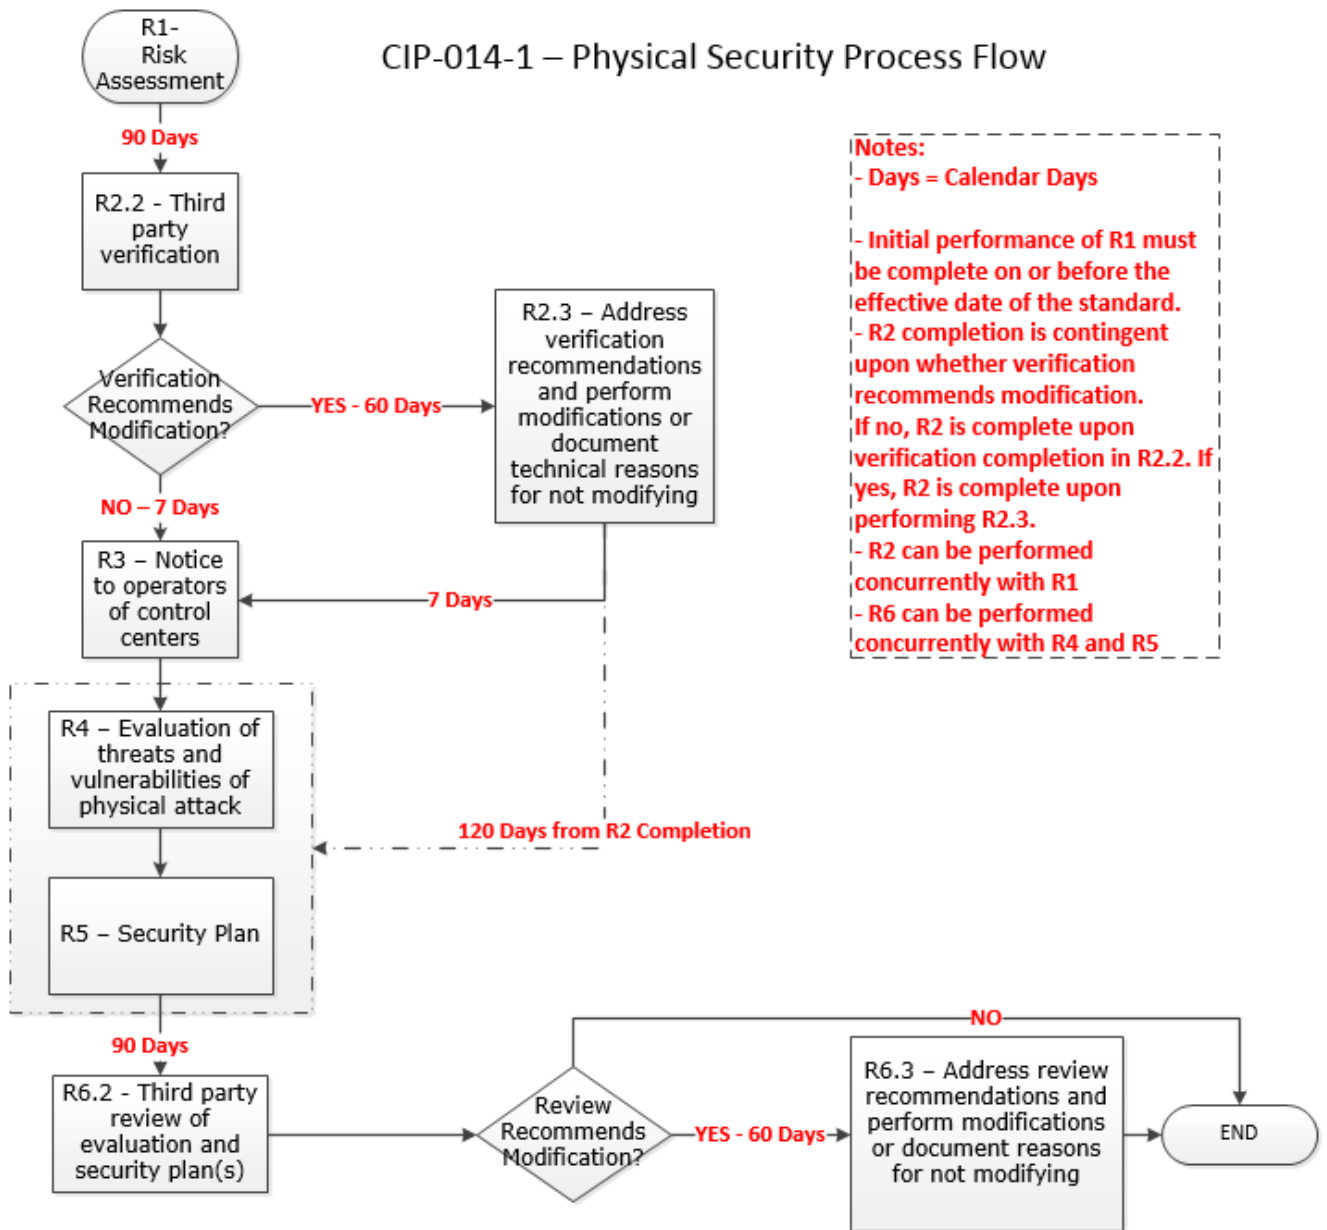 R1-
Risk
Assessment
CIP-014-1 – Physical Security Process Flow
90 Days
R2.2 - Third
party
verification
Notes:
- Days = Calendar Days
- Initial performance of R1 must
be complete on or before the
effective date of the standard.
- R2 completion is contingent
upon whether verification
recommends modification.
If no, R2 is complete upon
verification completion in R2.2. If
yes, R2 is complete upon
performing R2.3.
- R2 can be performed
concurrently with R1
- R6 can be performed
concurrently with R4 and R5
Verification
Recommends
Modification?
YES - 60 Days
R2.3 – Address
verification
recommendations
and perform
modifications or
document
technical reasons
for not modifying
NO – 7 Days
R3 – Notice
to operators
of control
centers
7 Days
R4 – Evaluation of
threats and
vulnerabilities of
physical attack
120 Days from R2 Completion
R5 – Security Plan
90 Days
R6.2 - Third party
review of
evaluation and
security plan(s)
Review
Recommends
Modification?
NO
YES - 60 Days
R6.3 – Address review
recommendations and
perform modifications
or document reasons
for not modifying
END